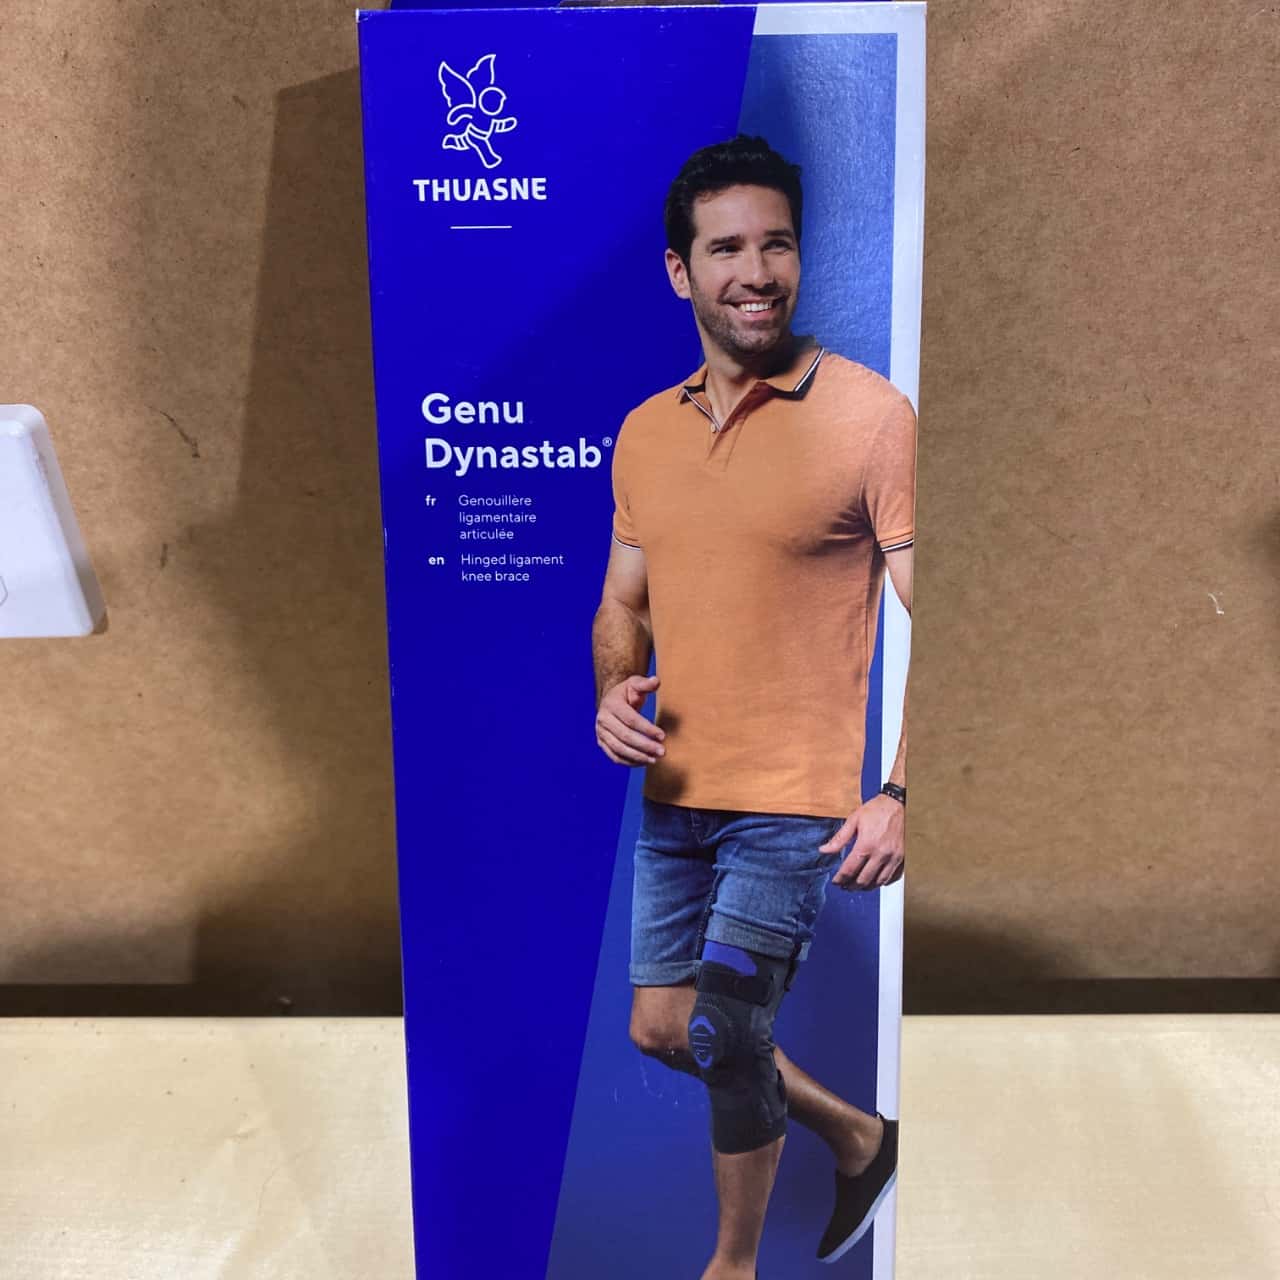 THUASNE
Genu
Dynastab®
fr Genouillère
ligamentaire
articulée
en Hinged ligament
knee brace